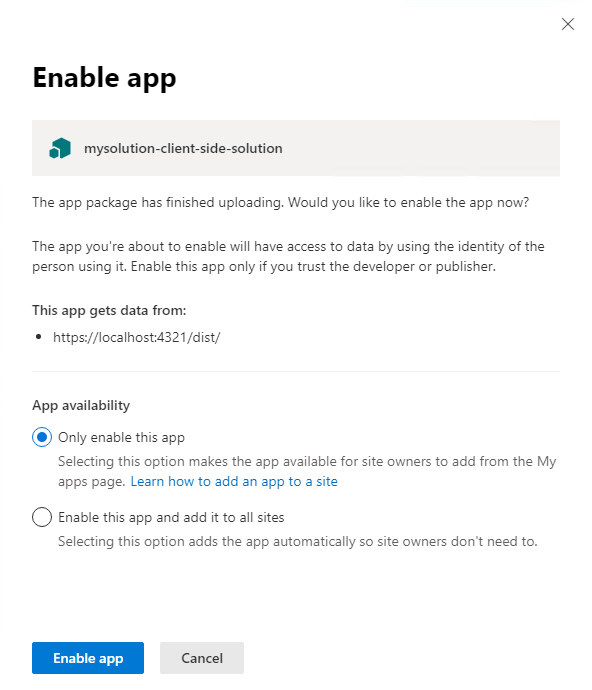 Enable app
mysolution-client-side-solution
The app package has finished uploading. Would you like to enable the app now?
The app you're about to enable will have access to data by using the identity of the
person using it. Enable this app only if you trust the developer or publisher.
This app gets data from:
• https://localhost:4321/dist/
App availability
Only enable this app
Selecting this option makes the app available for site owners to add from the My
apps page. Learn how to add an app to a site
Enable this app and add it to all sites
Selecting this option adds the app automatically so site owners don't need to.
Enable app Cancel